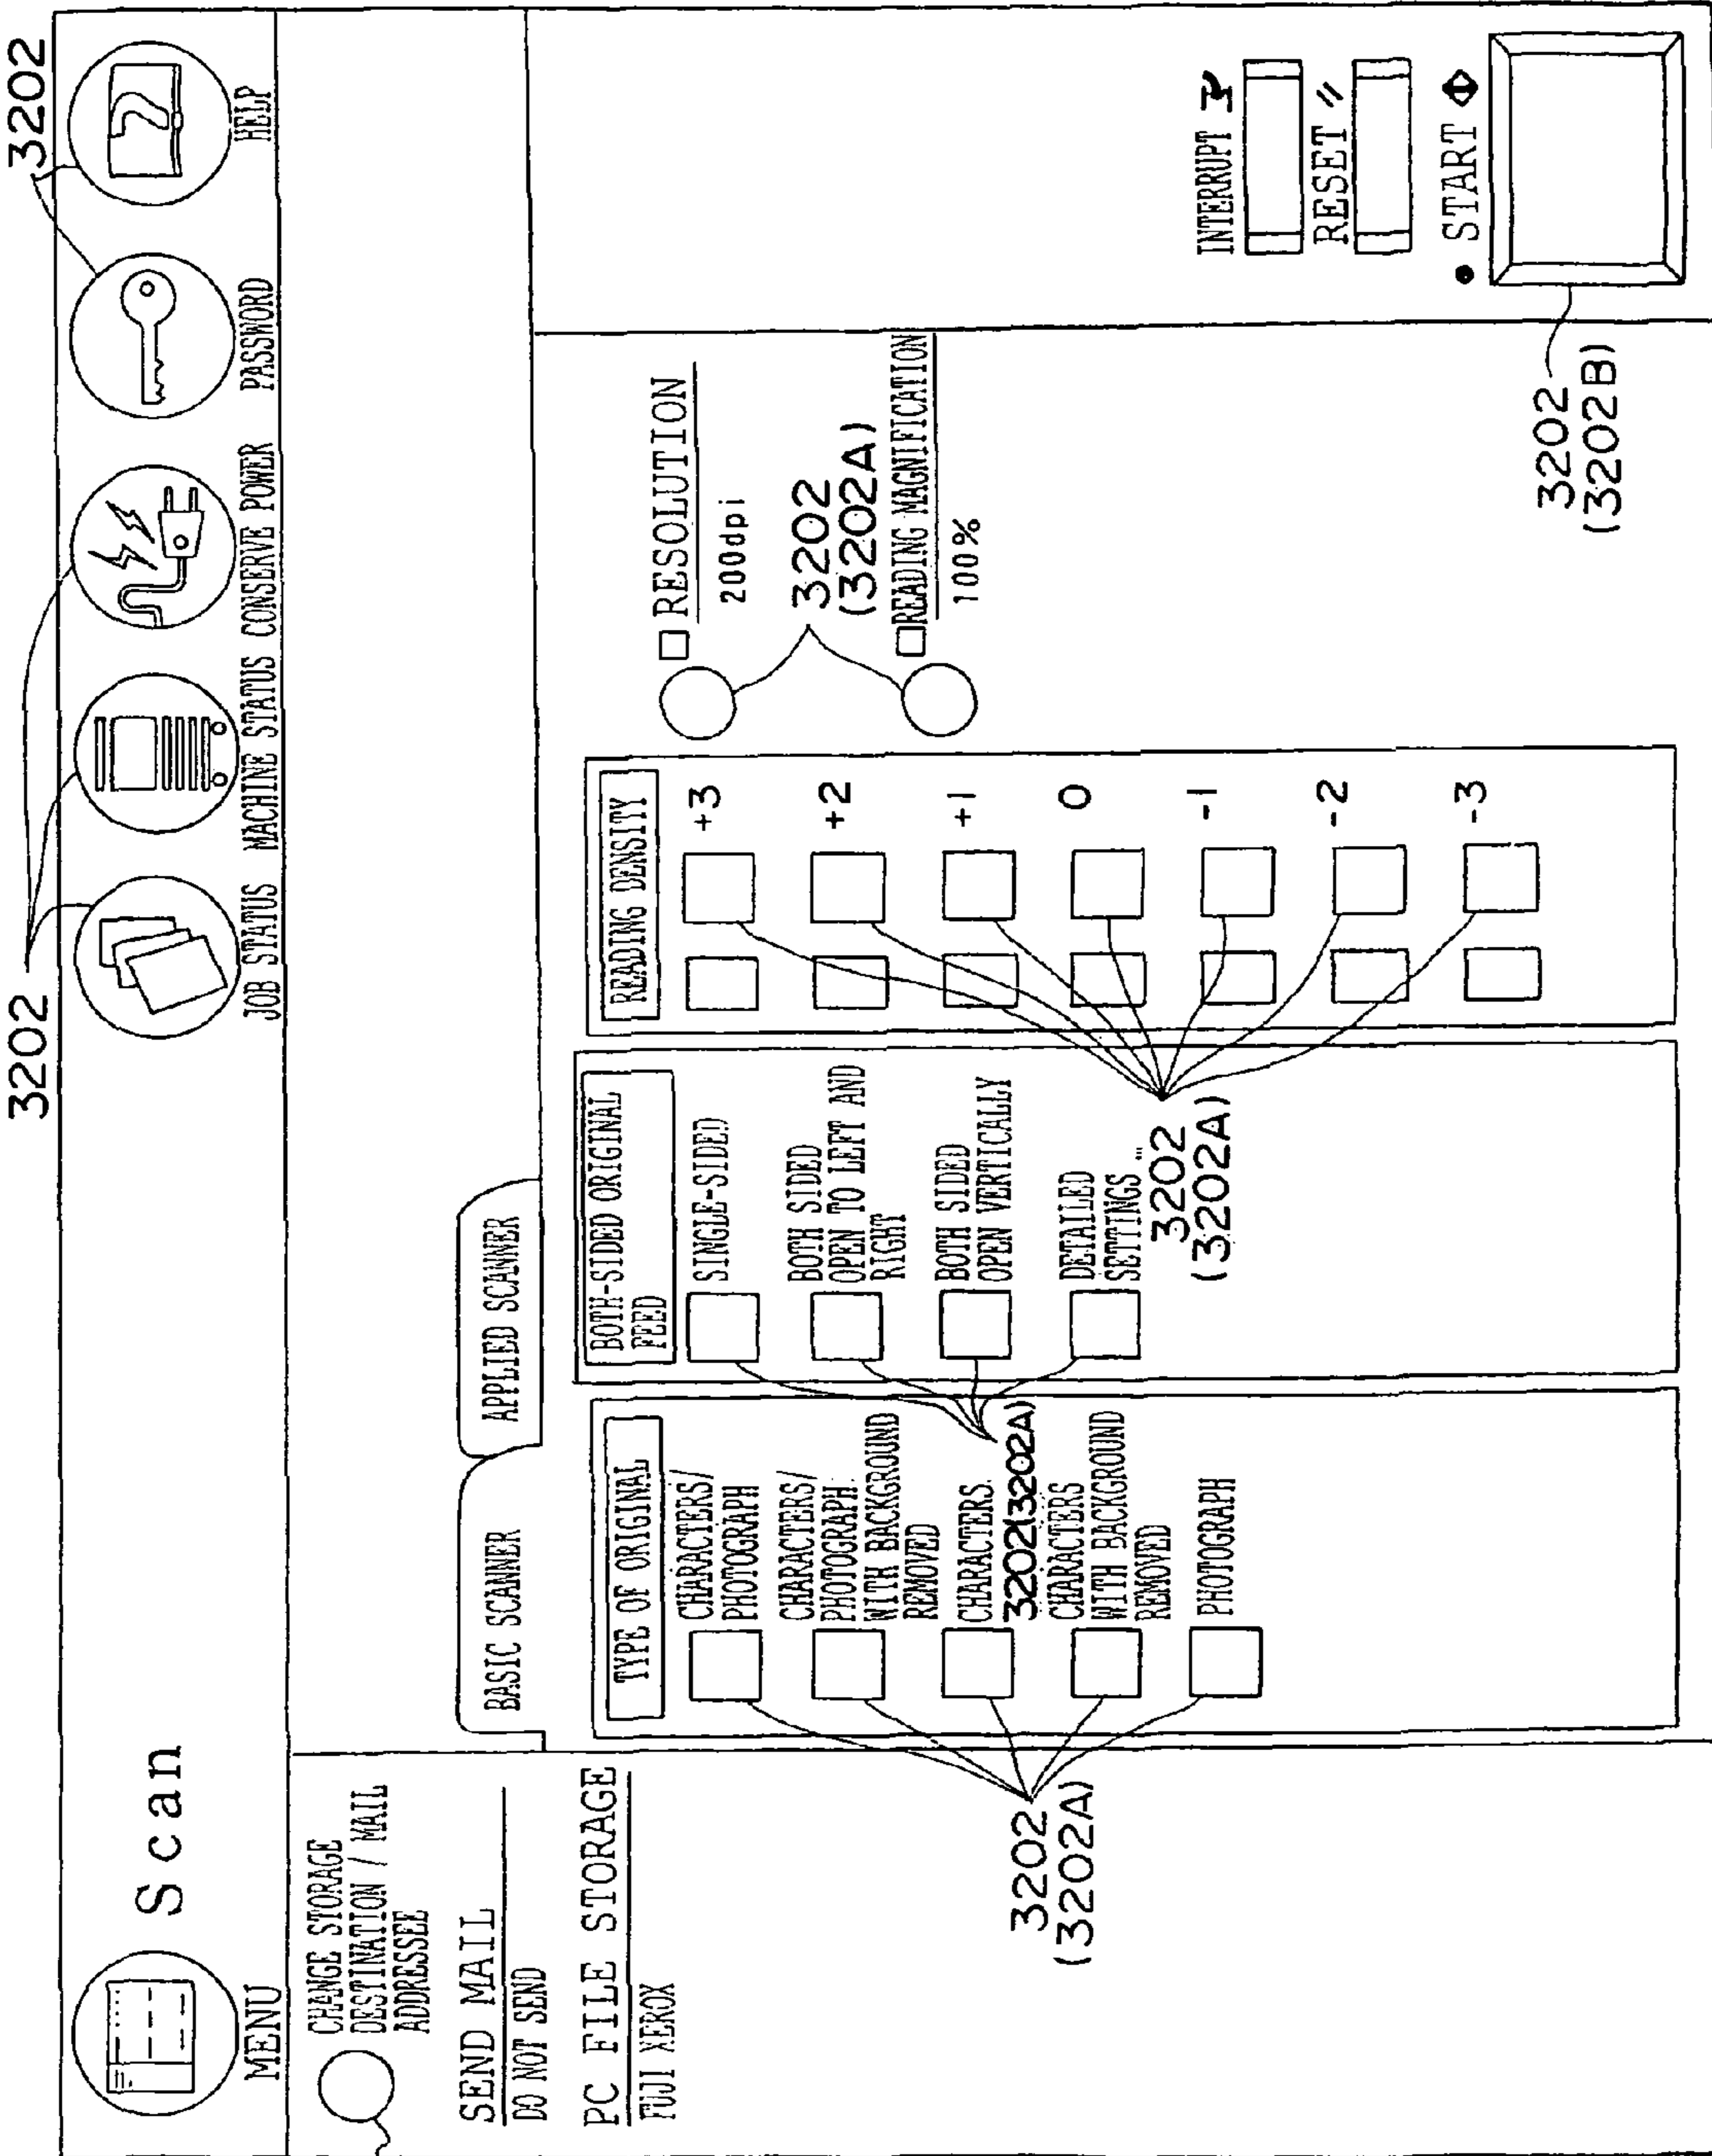 3202
3202
MENU
Scan
JOB STATUS
MACHINE STATUS
CONSERVE POWER
PASSWORD
HELP
CHANGE STORAGE
DESTINATION / MAIL
ADDRESSEE
SEND MAIL
DO NOT SEND
PC FILE STORAGE
FUJI XEROX
BASIC SCANNER
APPLIED SCANNER
TYPE OF ORIGINAL
CHARACTERS/
PHOTOGRAPH
CHARACTERS/
PHOTOGRAPH
WITH BACKGROUND
REMOVED
CHARACTERS
3202(3202A)
CHARACTERS
WITH BACKGROUND
REMOVED
PHOTOGRAPH
3202
(3202A)
BOTH-SIDED ORIGINAL
FEED
SINGLE-SIDED
BOTH SIDED
OPEN TO LEFT AND
RIGHT
BOTH SIDED
OPEN VERTICALLY
DETAILED
SETTINGS ...
3202
(3202A)
READING DENSITY
+3
+2
+1
0
-1
-2
-3
RESOLUTION
200dpi
3202
(3202A)
READING MAGNIFICATION
100%
INTERRUPT
RESET //
START
3202
(3202B)